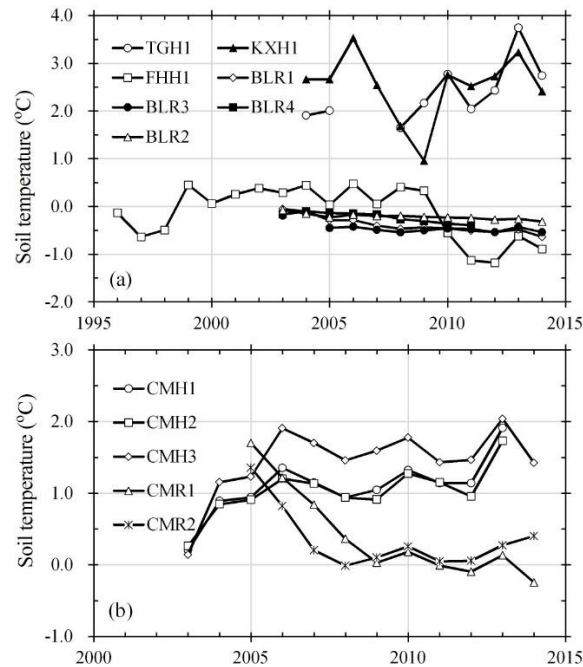 4.0
3.0
2.0
1.0
0.0
-1.0
-2.0
Soil temperature (°C)
TGH1 KXH1
FHH1 BLR1
BLR3 BLR4
BLR2
(a)
1995 2000 2005 2010 2015
3.0
2.0
1.0
0.0
-1.0
Soil temperature (°C)
CMH1
CMH2
CMH3
CMR1
CMR2
(b)
2000 2005 2010 2015